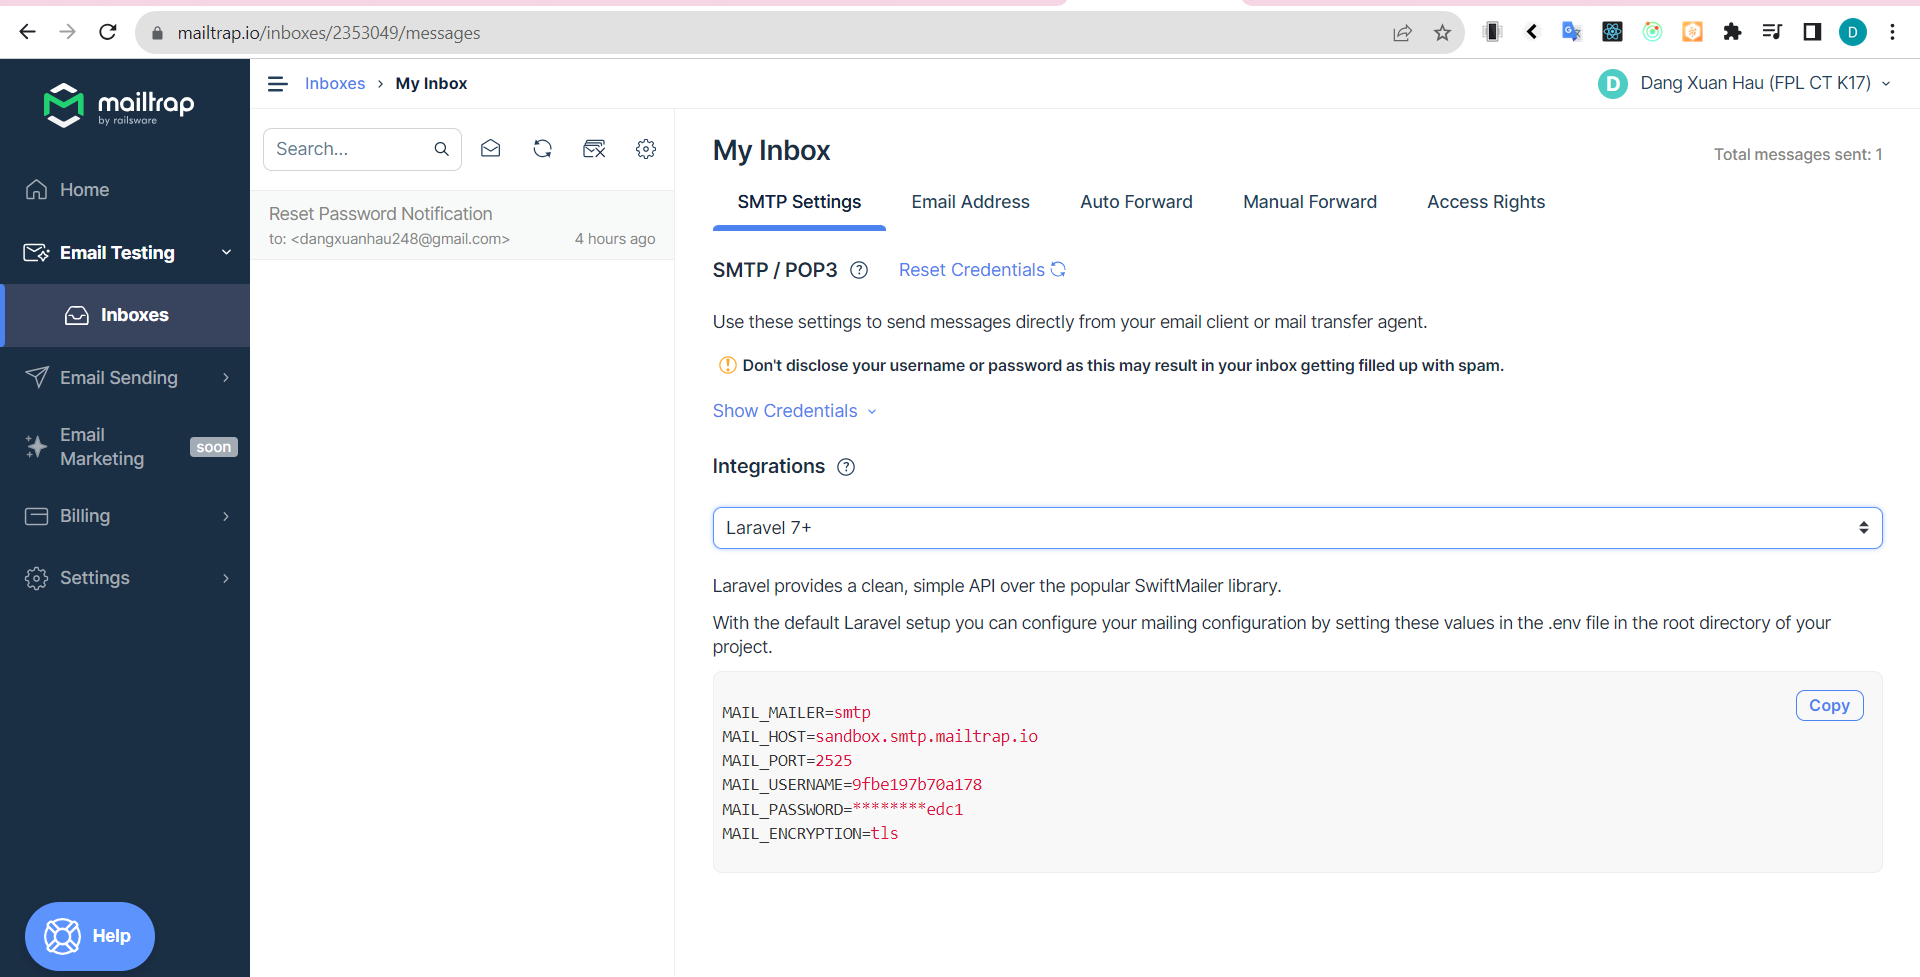 mailtrap.io/inboxes/2353049/messages
D
mailtrap
by railsware
Home
Email Testing
Inboxes
Email Sending
Email
Marketing
soon
Billing
Settings
Help
Inboxes > My Inbox
D Dang Xuan Hau (FPL CT K17)
Search...
Reset Password Notification
to: <dangxuanhau248@gmail.com> 4 hours ago
My Inbox
Total messages sent: 1
SMTP Settings Email Address Auto Forward Manual Forward Access Rights
SMTP / POP3 ? Reset Credentials
Use these settings to send messages directly from your email client or mail transfer agent.
Don't disclose your username or password as this may result in your inbox getting filled up with spam.
Show Credentials
Integrations ?
Laravel 7+
Laravel provides a clean, simple API over the popular SwiftMailer library.
With the default Laravel setup you can configure your mailing configuration by setting these values in the .env file in the root directory of your
project.
Copy
MAIL_MAILER=smtp
MAIL_HOST=sandbox.smtp.mailtrap.io
MAIL_PORT=2525
MAIL_USERNAME=9fbe197b70a178
MAIL_PASSWORD=********edc1
MAIL_ENCRYPTION=tls